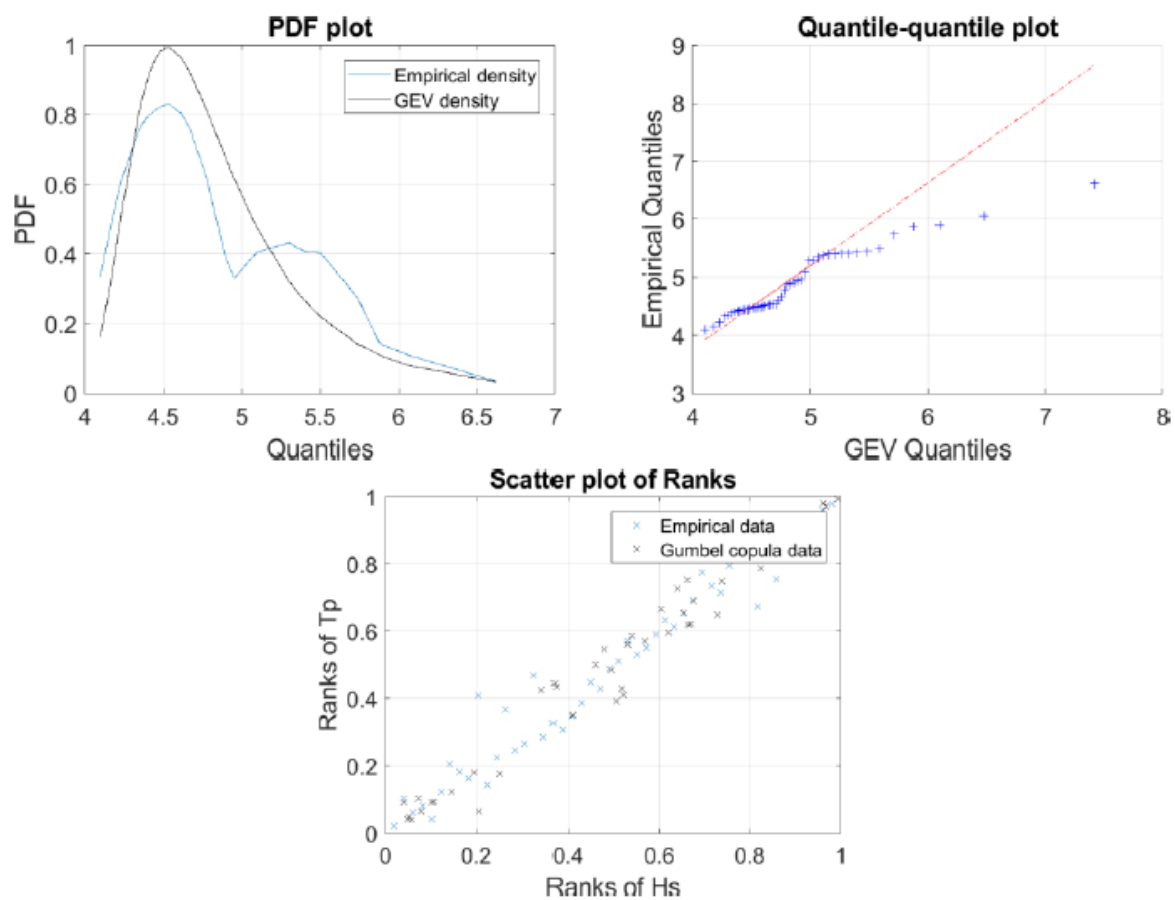 PDF plot
1
0.8
0.6
0.4
0.2
0
PDF
Empirical density
GEV density
4
4.5
5
5.5
6
6.5
7
Quantiles
Quantile-quantile plot
9
8
7
6
5
4
3
Empirical Quantiles
4
5
6
7
8
GEV Quantiles
Scatter plot of Ranks
1
0.8
0.6
0.4
0.2
0
Ranks of Tp
Empirical data
Gumbel copula data
0
0.2
0.4
0.6
0.8
1
Ranks of Hs